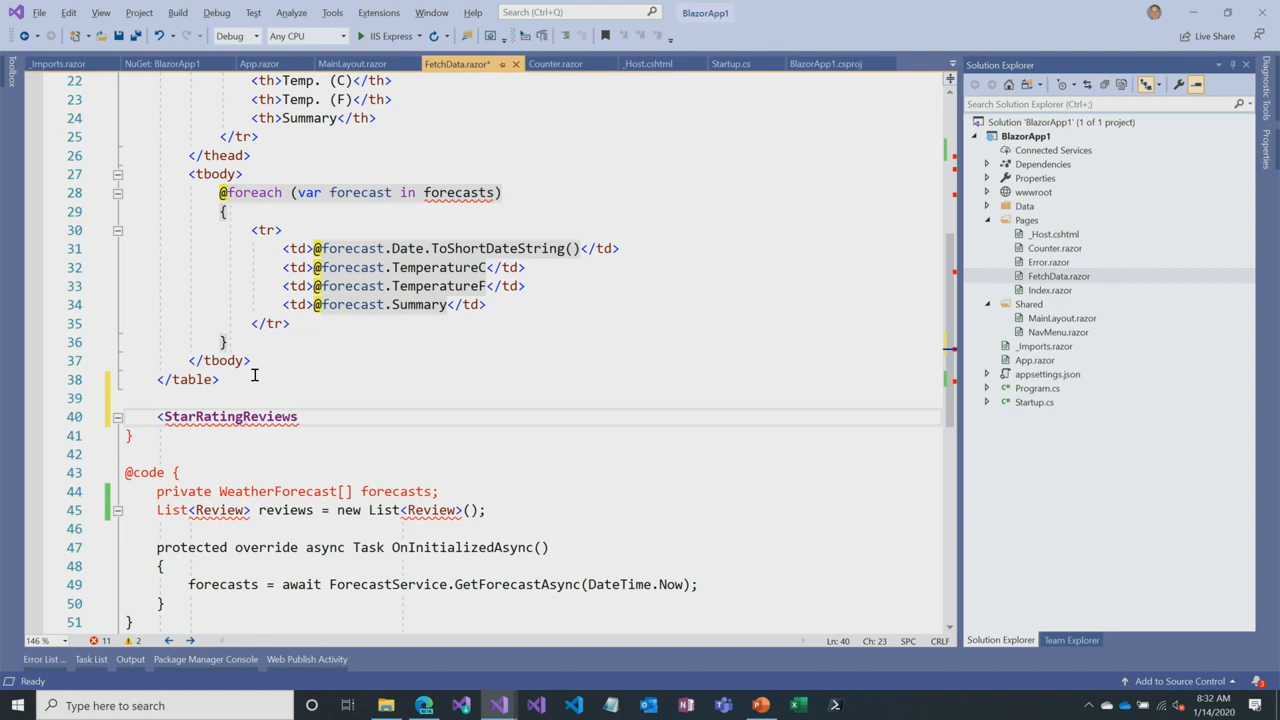 File Edit View Project Build Debug Test Analyze Tools Extensions Window Help Search (Ctrl+Q) BlazorApp1
Debug Any CPU IIS Express Live Share
_Imports.razor NuGet: BlazorApp1 App.razor MainLayout.razor FetchData.razor* Counter.razor _Host.cshtml Startup.cs BlazorApp1.csproj
Toolbox
22 <th>Temp. (C)</th>
23 <th>Temp. (F)</th>
24 <th>Summary</th>
25 </tr>
26 </thead>
27 <tbody>
28 @foreach (var forecast in forecasts)
29 {
30 <tr>
31 <td>@forecast.Date.ToShortDateString()</td>
32 <td>@forecast.TemperatureC</td>
33 <td>@forecast.TemperatureF</td>
34 <td>@forecast.Summary</td>
35 </tr>
36 }
37 </tbody>
38 </table>
39
40 <StarRatingReviews
41 }
42
43 @code {
44 private WeatherForecast[] forecasts;
45 List<Review> reviews = new List<Review>();
46
47 protected override async Task OnInitializedAsync()
48 {
49 forecasts = await ForecastService.GetForecastAsync(DateTime.Now);
50 }
51 }
146 % 11 2 Ln: 40 Ch: 23 SPC CRLF
Solution Explorer
Search Solution Explorer (Ctrl+;)
Solution 'BlazorApp1' (1 of 1 project)
BlazorApp1
Connected Services
Dependencies
Properties
wwwroot
Data
Pages
_Host.cshtml
Counter.razor
Error.razor
FetchData.razor
Index.razor
Shared
MainLayout.razor
NavMenu.razor
_Imports.razor
App.razor
appsettings.json
Program.cs
Startup.cs
Solution Explorer Team Explorer
Diagnostic Tools
Properties
Error List ... Task List Output Package Manager Console Web Publish Activity
Ready Add to Source Control 3
Type here to search 8:32 AM
1/14/2020